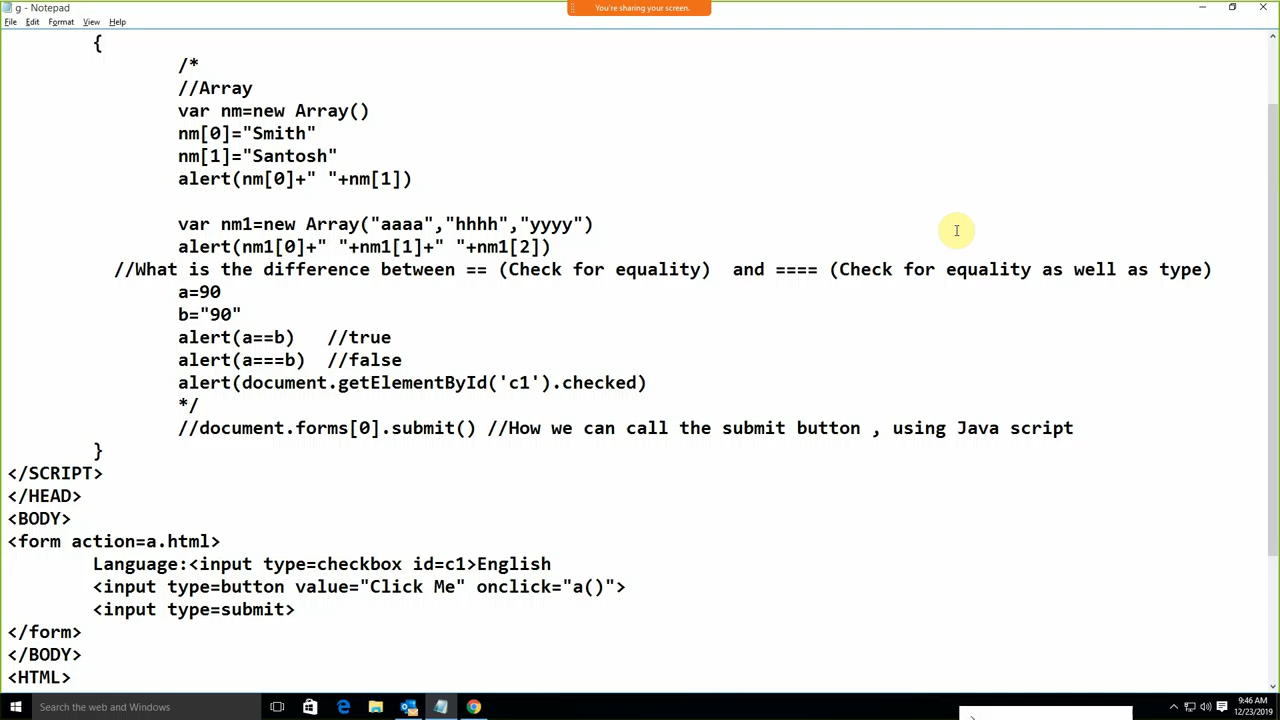 g - Notepad
You're sharing your screen.
File Edit Format View Help
{
/*
//Array
var nm=new Array()
nm[0]="Smith"
nm[1]="Santosh"
alert(nm[0]+" "+nm[1])
var nm1=new Array("aaaa","hhhh","yyyy")
alert(nm1[0]+" "+nm1[1]+" "+nm1[2])
//What is the difference between == (Check for equality)  and ==== (Check for equality as well as type)
a=90
b="90"
alert(a==b)   //true
alert(a===b)  //false
alert(document.getElementById('c1').checked)
*/
//document.forms[0].submit() //How we can call the submit button , using Java script
}
</SCRIPT>
</HEAD>
<BODY>
<form action=a.html>
Language:<input type=checkbox id=c1>English
<input type=button value="Click Me" onclick="a()">
<input type=submit>
</form>
</BODY>
<HTML>
Search the web and Windows
9:46 AM
12/23/2019